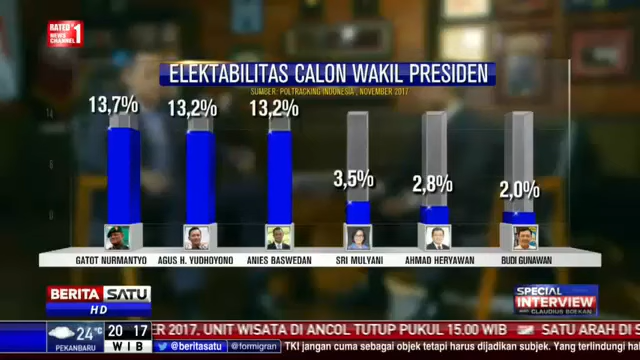 RATED #1
NEWS
CHANNEL
ELEKTABILITAS CALON WAKIL PRESIDEN
SUMBER: POLTRACKING INDONESIA, NOVEMBER 2017
13,7% 13,2% 13,2% 3,5% 2,8% 2,0%
GATOT NURMANTYO AGUS H. YUDHOYONO ANIES BASWEDAN SRI MULYANI AHMAD HERYAWAN BUDI GUNAWAN
BERITA SATU
HD
SPECIAL
INTERVIEW
WITH CLAUDIUS BOEKAN
24°C
PEKANBARU
20 17
WIB
ER 2017. UNIT WISATA DI ANCOL TUTUP PUKUL 15.00 WIB SATU ARAH DI S
@beritasatu @formigran TKI jangan cuma sebagai objek tetapi harus dijadikan subjek. Yang terlindungi ha